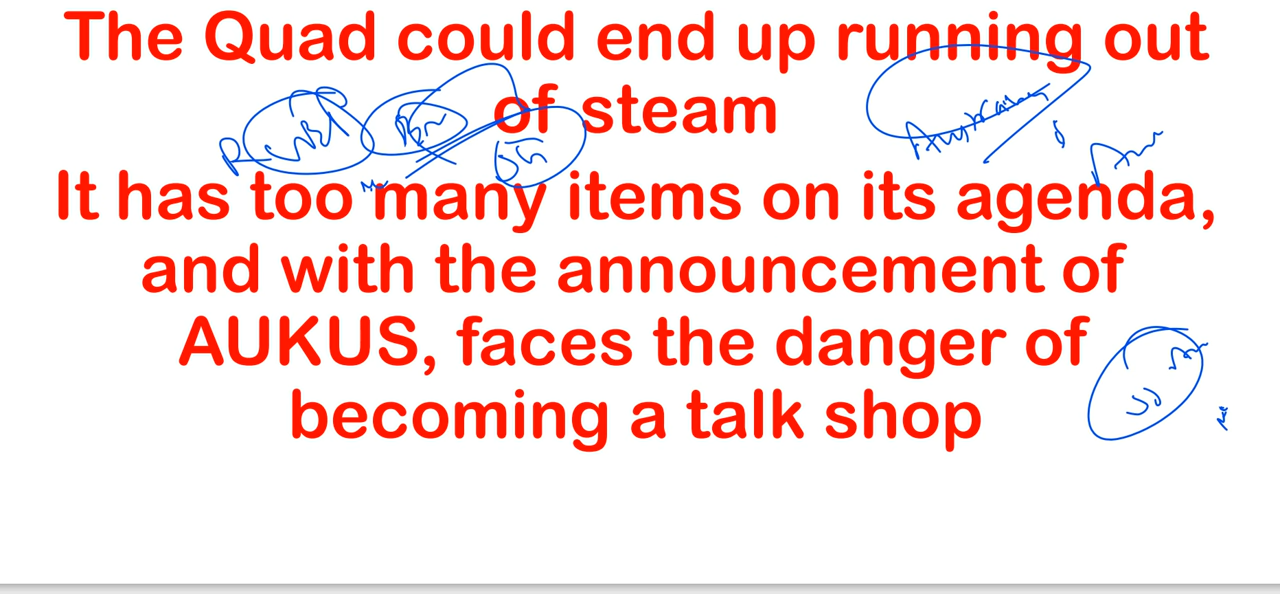 The Quad could end up running out
of steam
It has too many items on its agenda,
and with the announcement of
AUKUS, faces the danger of
becoming a talk shop